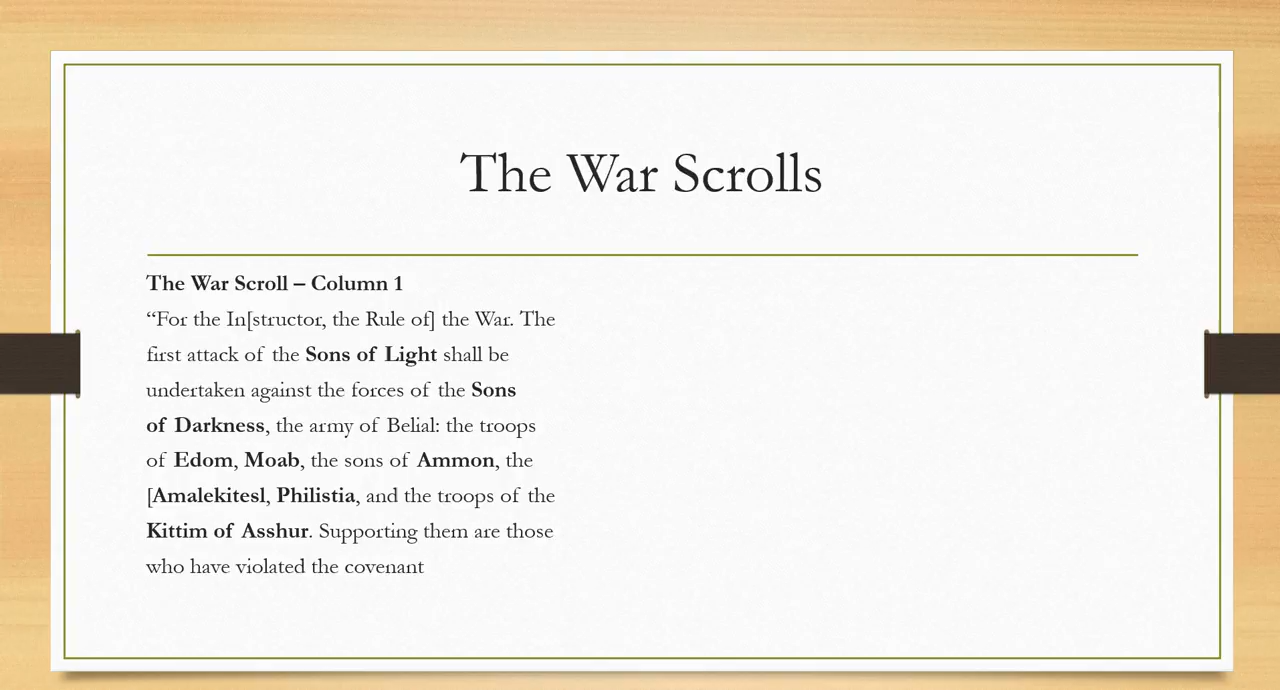 The War Scrolls
The War Scroll – Column 1
“For the In[structor, the Rule of] the War. The
first attack of the Sons of Light shall be
undertaken against the forces of the Sons
of Darkness, the army of Belial: the troops
of Edom, Moab, the sons of Ammon, the
[Amalekitesl, Philistia, and the troops of the
Kittim of Asshur. Supporting them are those
who have violated the covenant